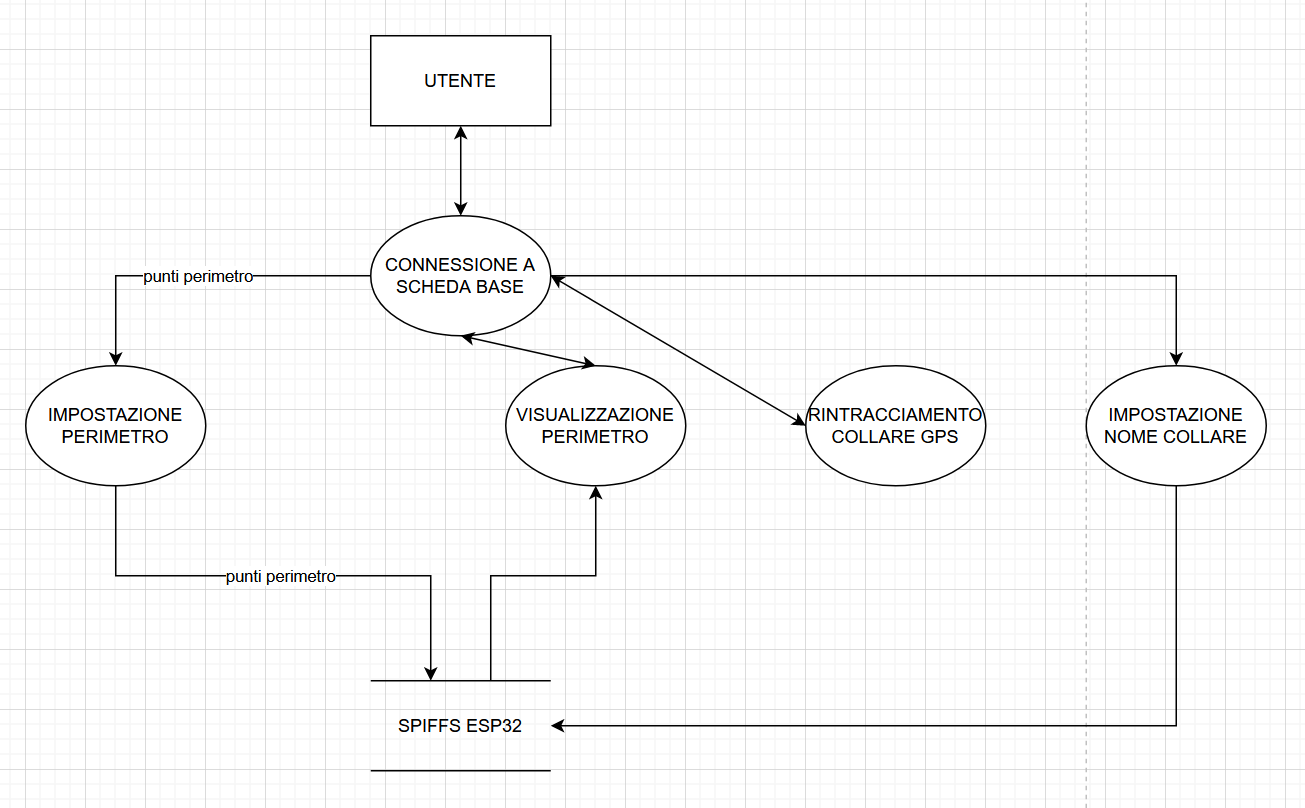 UTENTE
CONNESSIONE A
SCHEDA BASE
punti perimetro
IMPOSTAZIONE
PERIMETRO
VISUALIZZAZIONE
PERIMETRO
RINTRACCIAMENTO
COLLARE GPS
IMPOSTAZIONE
NOME COLLARE
punti perimetro
SPIFFS ESP32